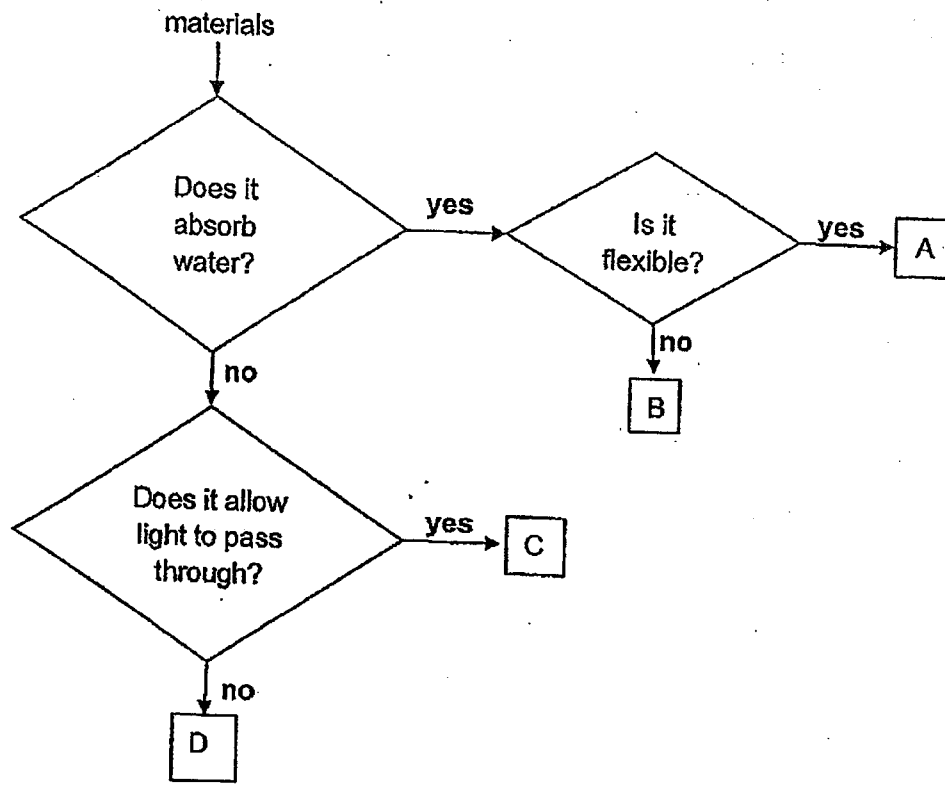 materials
Does it
absorb
water?
yes
Is it
flexible?
yes
A
no
B
no
Does it allow
light to pass
through?
yes
C
no
D